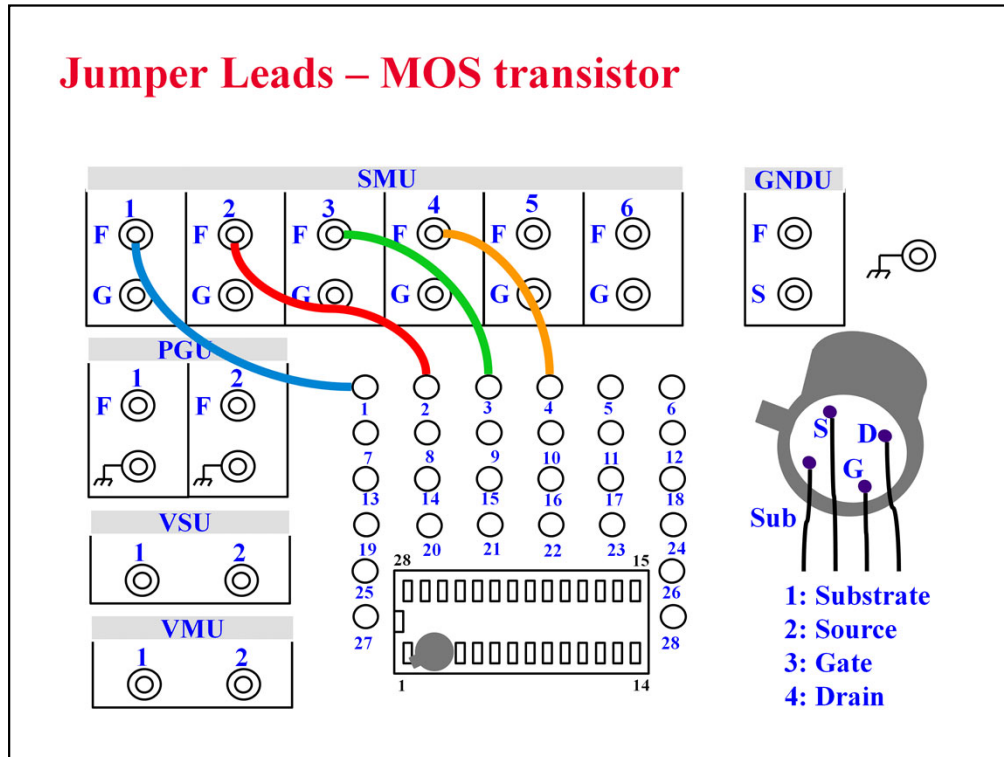 Jumper Leads – MOS transistor
SMU
GNDU
1 2 3 4 5 6
F F F F F F F
G G G G G G S
PGU
1 2
F F
1 2 3 4 5 6
7 8 9 10 11 12
13 14 15 16 17 18
19 20 21 22 23 24
VSU
1 2
28 15
25 26
VMU
1 2
27 28
1 14
S D
G
Sub
1: Substrate
2: Source
3: Gate
4: Drain